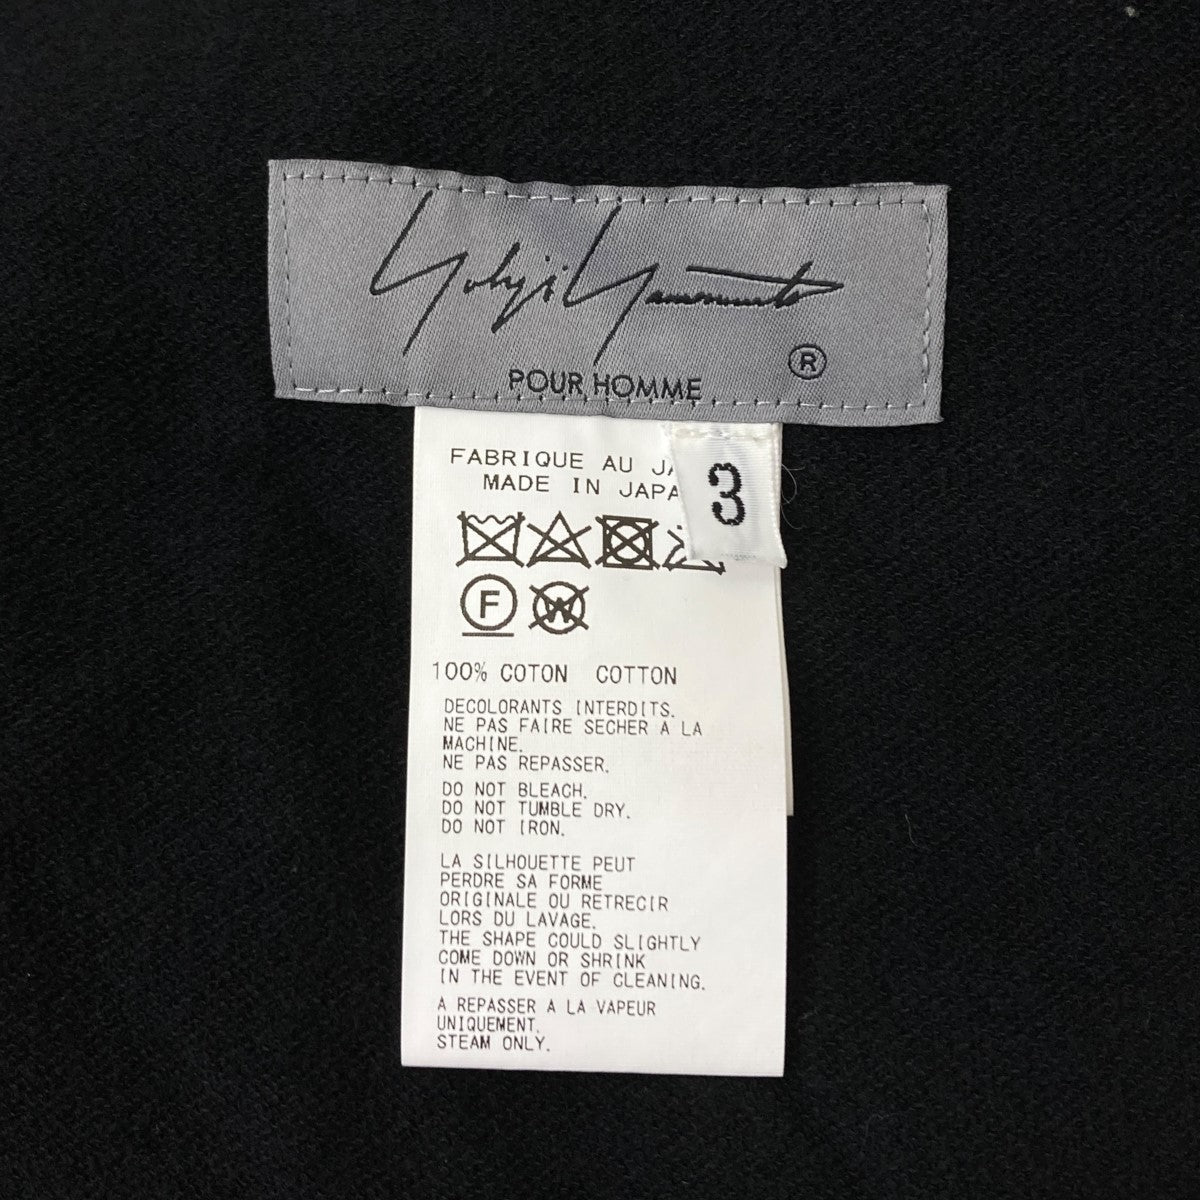 Yohji Yamamoto
®
POUR HOMME
FABRIQUE AU
MADE IN
3
F
W
100% COTON COTTON
DECOLORANTS INTERDITS.
NE PAS FAIRE SECHER A LA
MACHINE.
NE PAS REPASSER.
DO NOT BLEACH.
DO NOT TUMBLE DRY.
DO NOT IRON.
LA SILHOUETTE PEUT
PERDRE SA FORME
ORIGINALE OU RETRECIR
LORS DU LAVAGE.
THE SHAPE COULD SLIGHTLY
COME DOWN OR SHRINK
IN THE EVENT OF CLEANING.
A REPASSER A LA VAPEUR
UNIQUEMENT.
STEAM ONLY.